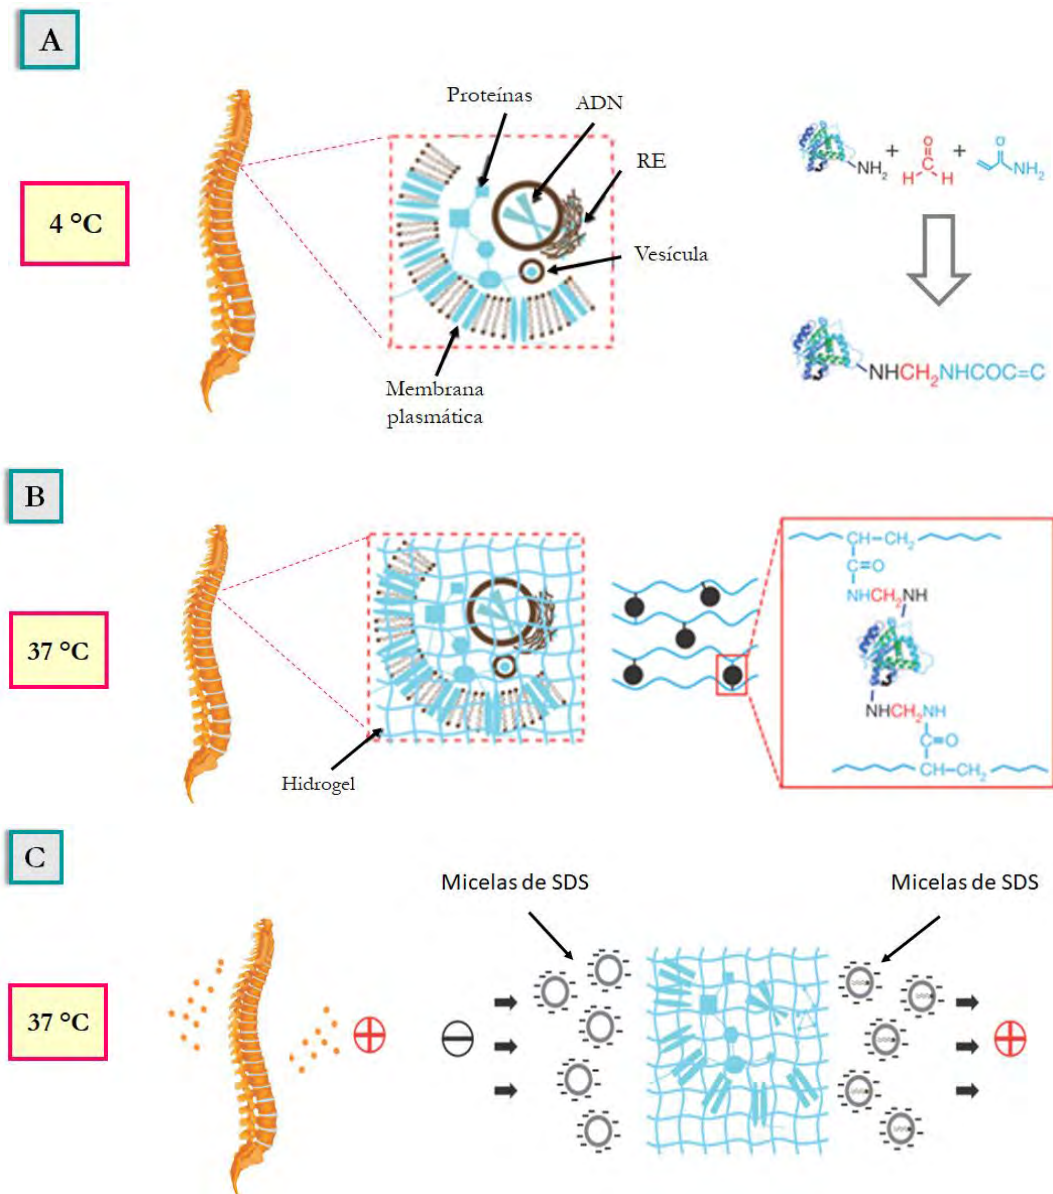 A
4 °C
Proteínas
ADN
RE
Vesícula
Membrana
plasmática
NH₂ + H C O H + O NH₂
NHCH₂NHCOC=C
B
37 °C
Hidrogel
CH–CH₂
C=O
NHCH₂NH
NHCH₂NH
C=O
CH–CH₂
C
37 °C
Micelas de SDS
Micelas de SDS